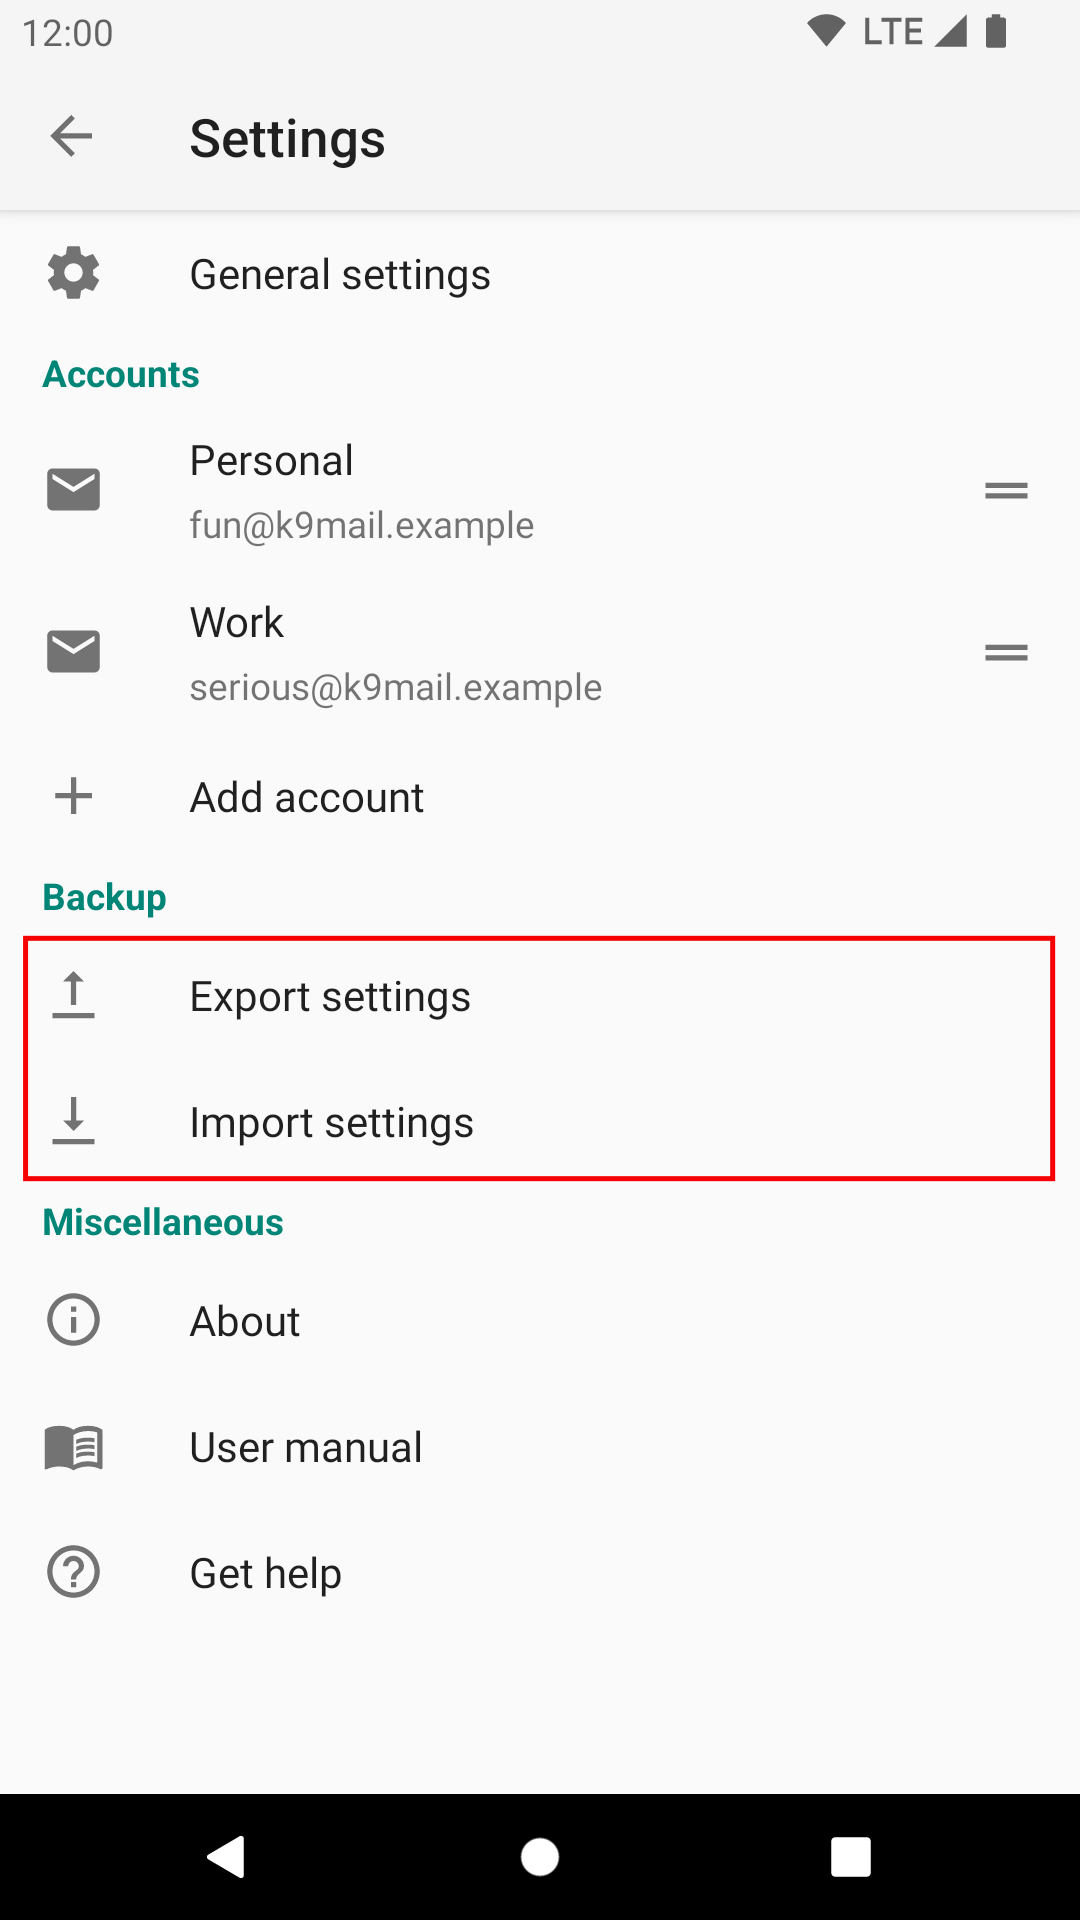 12:00 LTE
Settings
General settings
Accounts
Personal
fun@k9mail.example
Work
serious@k9mail.example
Add account
Backup
Export settings
Import settings
Miscellaneous
About
User manual
Get help